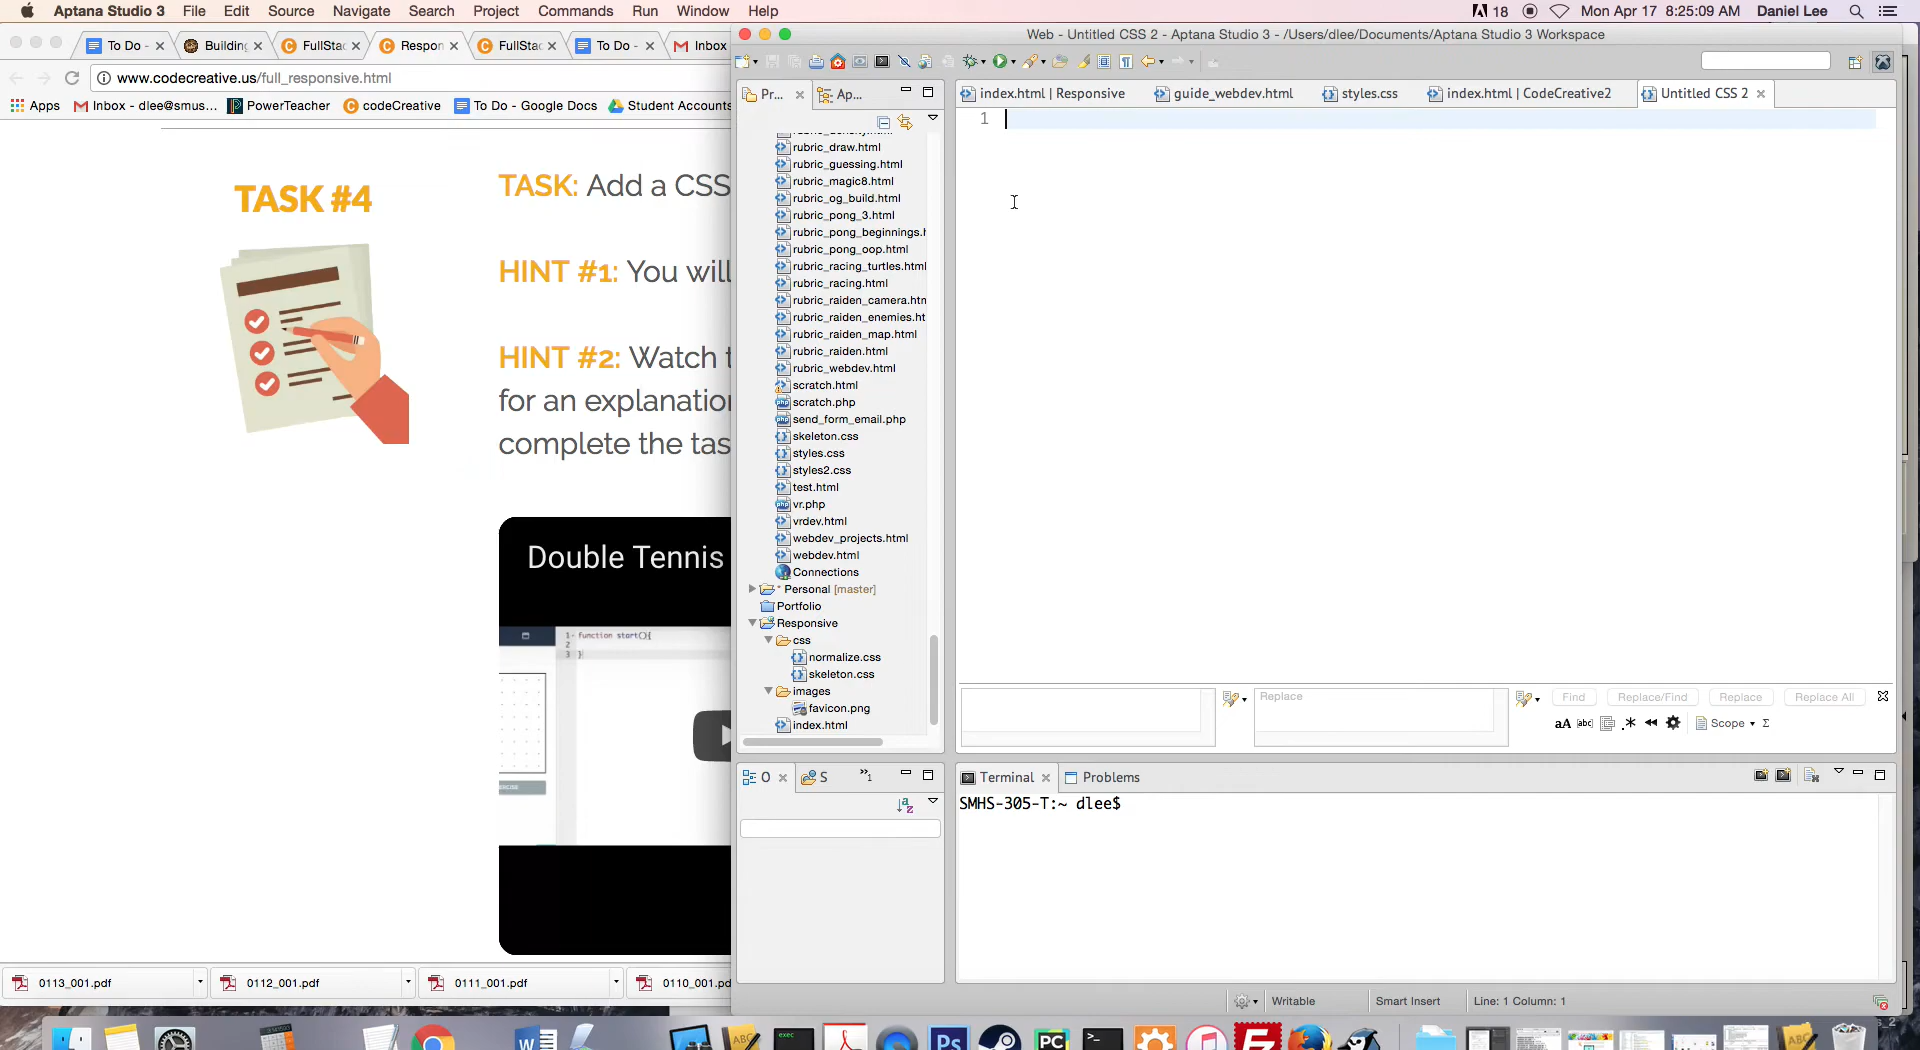 Aptana Studio 3 File Edit Source Navigate Search Project Commands Run Window Help 18 Mon Apr 17 8:25:09 AM Daniel Lee
To Do - Building FullStac Respon FullStac To Do - Inbox
www.codecreative.us/full_responsive.html
Apps Inbox - dlee@smus... PowerTeacher codeCreative To Do - Google Docs Student Accounts
TASK #4
TASK: Add a CSS
HINT #1: You will
HINT #2: Watch t
for an explanation
complete the tas
Double Tennis
1 function start(){
2
3 }
0113_001.pdf 0112_001.pdf 0111_001.pdf 0110_001.pd
Web - Untitled CSS 2 - Aptana Studio 3 - /Users/dlee/Documents/Aptana Studio 3 Workspace
Pr... Ap...
index.html | Responsive guide_webdev.html styles.css index.html | CodeCreative2 Untitled CSS 2
1
rubric_draw.html
rubric_guessing.html
rubric_magic8.html
rubric_og_build.html
rubric_pong_3.html
rubric_pong_beginnings.h
rubric_pong_oop.html
rubric_racing_turtles.html
rubric_racing.html
rubric_raiden_camera.htm
rubric_raiden_enemies.ht
rubric_raiden_map.html
rubric_raiden.html
rubric_webdev.html
scratch.html
scratch.php
send_form_email.php
skeleton.css
styles.css
styles2.css
test.html
vr.php
vrdev.html
webdev_projects.html
webdev.html
Connections
* Personal [master]
Portfolio
Responsive
css
normalize.css
skeleton.css
images
favicon.png
index.html
Replace
Find Replace/Find Replace Replace All
Scope
O S
Terminal Problems
SMHS-305-T:~ dlee$
Writable Smart Insert Line: 1 Column: 1